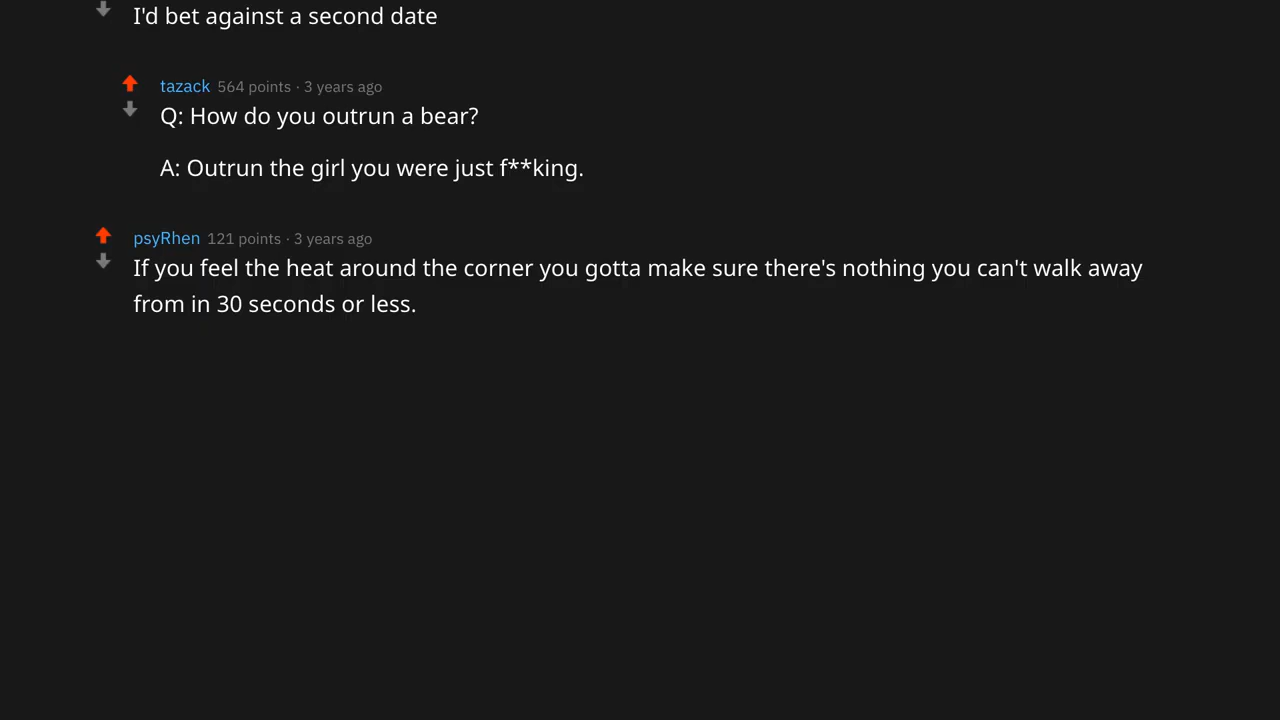 I'd bet against a second date
tazack 564 points · 3 years ago
Q: How do you outrun a bear?
A: Outrun the girl you were just f**king.
psyRhen 121 points · 3 years ago
If you feel the heat around the corner you gotta make sure there's nothing you can't walk away
from in 30 seconds or less.